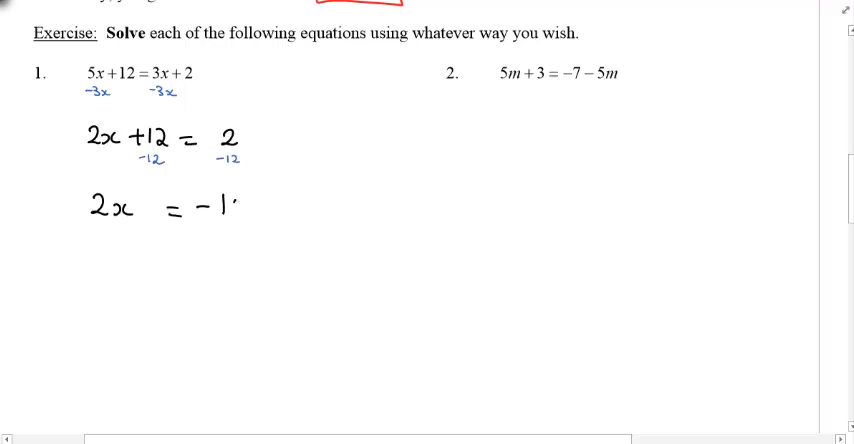 Exercise: Solve each of the following equations using whatever way you wish.
1. 5x + 12 = 3x + 2
-3x -3x
2x + 12 = 2
-12 -12
2x = -1
2. 5m + 3 = −7 − 5m